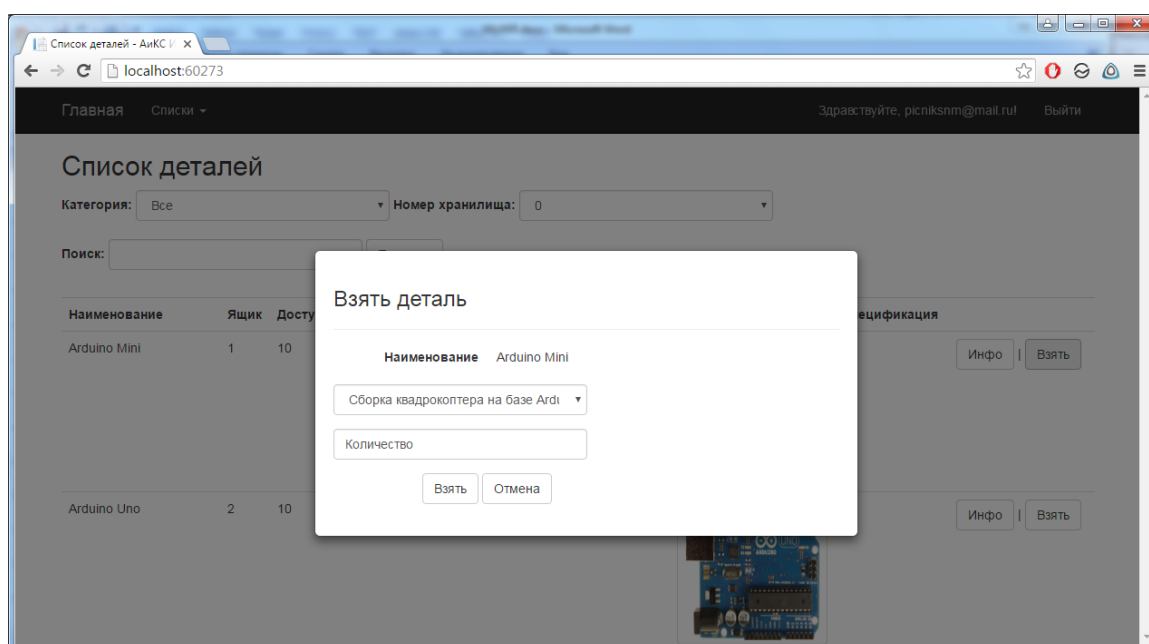 Список деталей - АиКС И
localhost:60273
Главная Списки Здравствуйте, picniksnm@mail.ru! Выйти
Список деталей
Категория: Все Номер хранилища: 0
Поиск:
Взять деталь
Наименование Ящик Досту ецификация
Arduino Mini 1 10 Инфо | Взять
Наименование Arduino Mini
Сборка квадрокоптера на базе Ardu
Количество
Взять Отмена
Arduino Uno 2 10 Инфо | Взять
UNO
ARDUINO